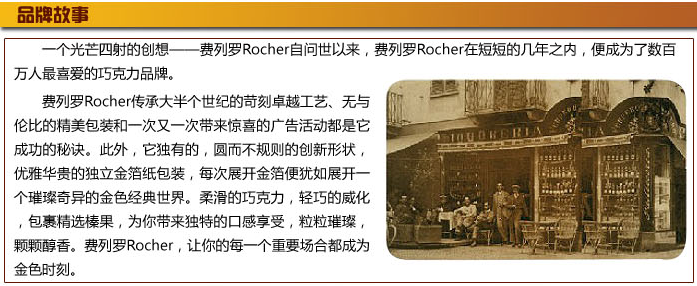 品牌故事
一个光芒四射的创想——费列罗Rocher自问世以来，费列罗Rocher在短短的几年之内，便成为了数百
万人最喜爱的巧克力品牌。
费列罗Rocher传承大半个世纪的苛刻卓越工艺、无与
伦比的精美包装和一次又一次带来惊喜的广告活动都是它
成功的秘诀。此外，它独有的，圆而不规则的创新形状，
优雅华贵的独立金箔纸包装，每次展开金箔便犹如展开一
个璀璨奇异的金色经典世界。柔滑的巧克力，轻巧的威化
，包裹精选榛果，为你带来独特的口感享受，粒粒璀璨，
颗颗醇香。费列罗Rocher，让你的每一个重要场合都成为
金色时刻。
LIQUORERIA